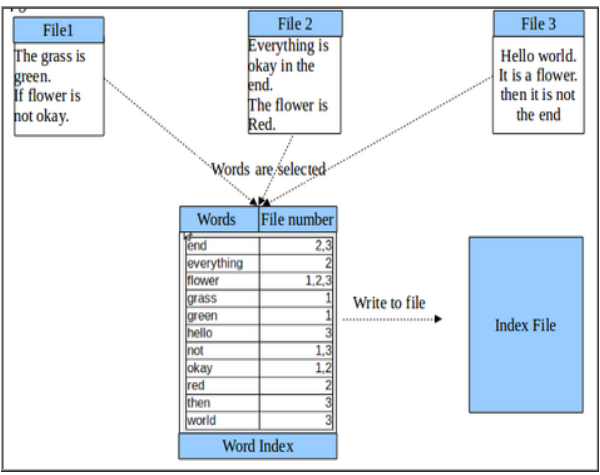 File1
The grass is
green.
If flower is
not okay.
File 2
Everything is
okay in the
end.
The flower is
Red.
File 3
Hello world.
It is a flower.
then it is not
the end
Words are selected
Words File number
end 2,3
everything 2
flower 1,2,3
grass 1
green 1
hello 3
not 1,3
okay 1,2
red 2
then 3
world 3
Word Index
Write to file
Index File